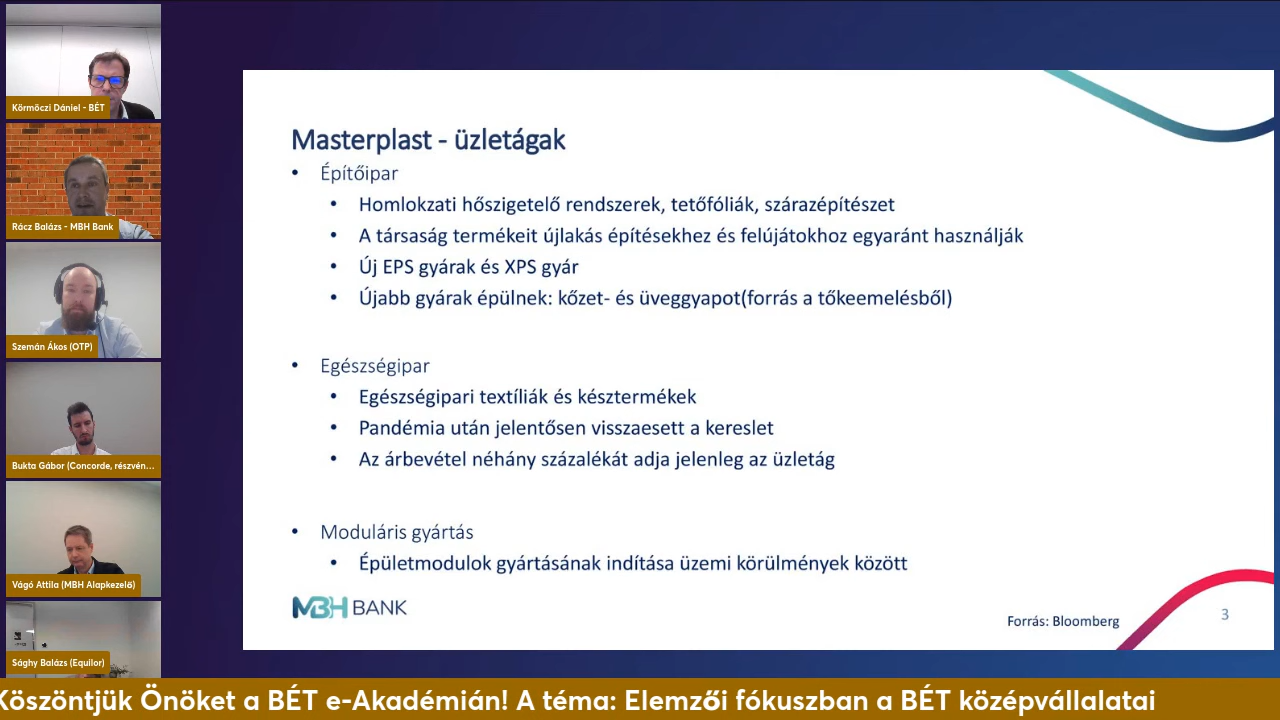 Körmöczi Dániel - BÉT
Rácz Balázs - MBH Bank
Szemán Ákos (OTP)
Bukta Gábor (Concorde, részvén...
Vágó Attila (MBH Alapkezelő)
Sághy Balázs (Equilor)
Masterplast - üzletágak
• Építőipar
• Homlokzati hőszigetelő rendszerek, tetőfóliák, szárazépítészet
• A társaság termékeit újlakás építésekhez és felújátokhoz egyaránt használják
• Új EPS gyárak és XPS gyár
• Újabb gyárak épülnek: kőzet- és üveggyapot(forrás a tőkeemelésből)
• Egészségipar
• Egészségipari textíliák és késztermékek
• Pandémia után jelentősen visszaesett a kereslet
• Az árbevétel néhány százalékát adja jelenleg az üzletág
• Moduláris gyártás
• Épületmodulok gyártásának indítása üzemi körülmények között
MBH BANK
Forrás: Bloomberg
3
Köszöntjük Önöket a BÉT e-Akadémián! A téma: Elemzői fókuszban a BÉT középvállalatai